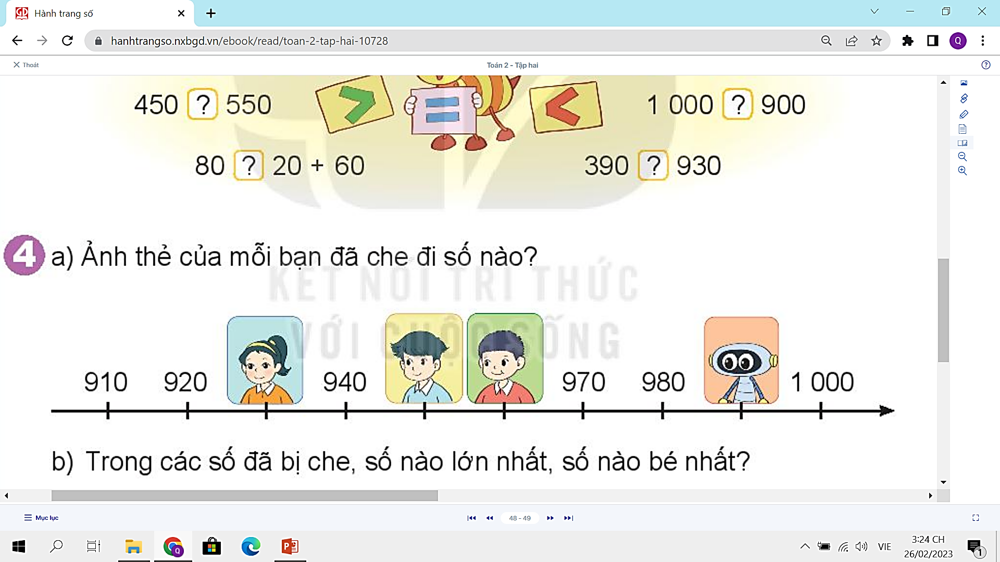 Hành trang số
hanhtrangso.nxbgd.vn/ebook/read/toan-2-tap-hai-10728
Q
Thoát
Toán 2 - Tập hai
450 ? 550
> = <
1 000 ? 900
80 ? 20 + 60
390 ? 930
4 a) Ảnh thẻ của mỗi bạn đã che đi số nào?
KẾT NỐI TRI THỨC
VỚI CUỘC SỐNG
910 920 940 970 980 1 000
b) Trong các số đã bị che, số nào lớn nhất, số nào bé nhất?
Mục lục
48 - 49
VIE
3:24 CH
26/02/2023
1